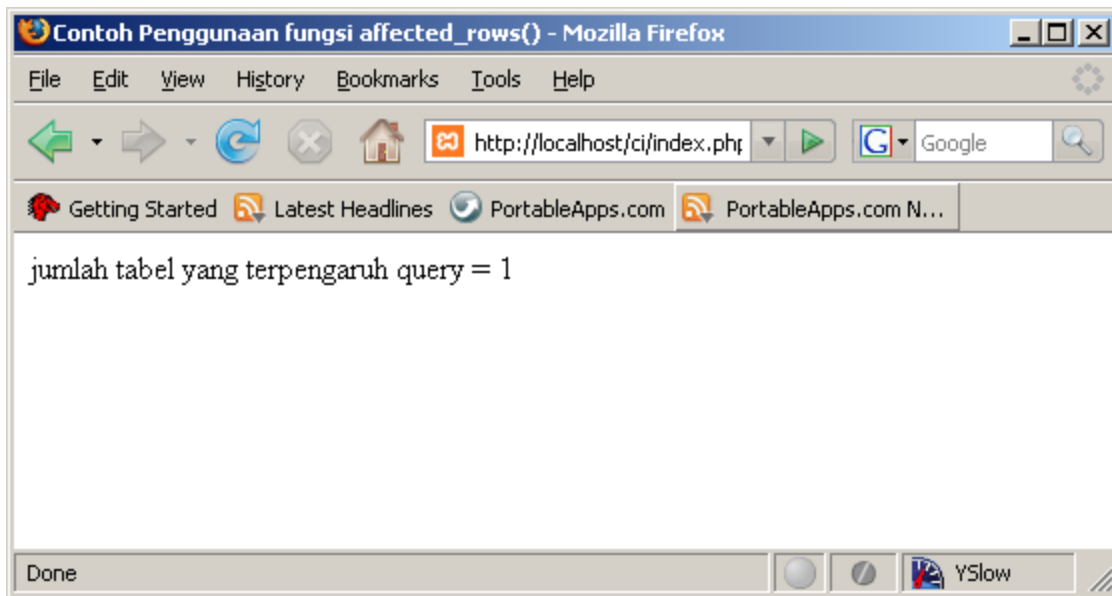 Contoh Penggunaan fungsi affected_rows() - Mozilla Firefox
File Edit View History Bookmarks Tools Help
http://localhost/ci/index.php G Google
Getting Started Latest Headlines PortableApps.com PortableApps.com N...
jumlah tabel yang terpengaruh query = 1
Done YSlow